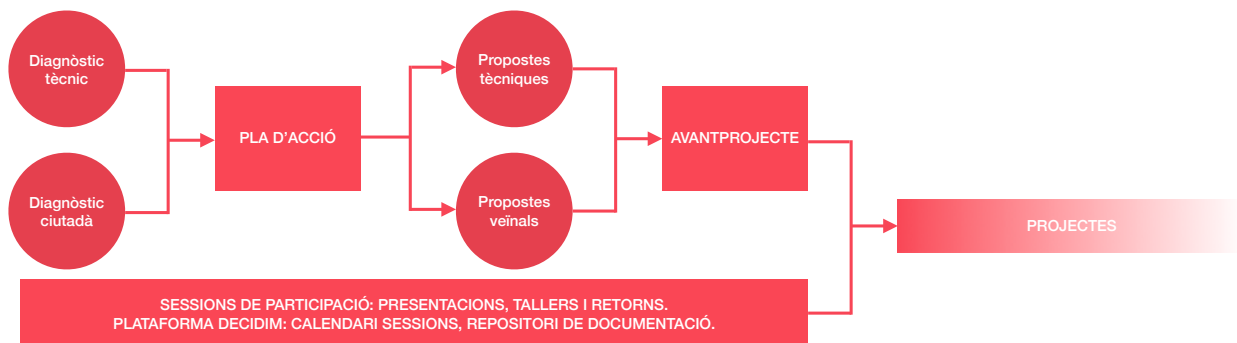 Diagnòstic
tècnic
Diagnòstic
ciutadà
PLA D’ACCIÓ
Propostes
tècniques
Propostes
veïnals
AVANTPROJECTE
PROJECTES
SESSIONS DE PARTICIPACIÓ: PRESENTACIONS, TALLERS I RETORNS.
PLATAFORMA DECIDIM: CALENDARI SESSIONS, REPOSITORI DE DOCUMENTACIÓ.